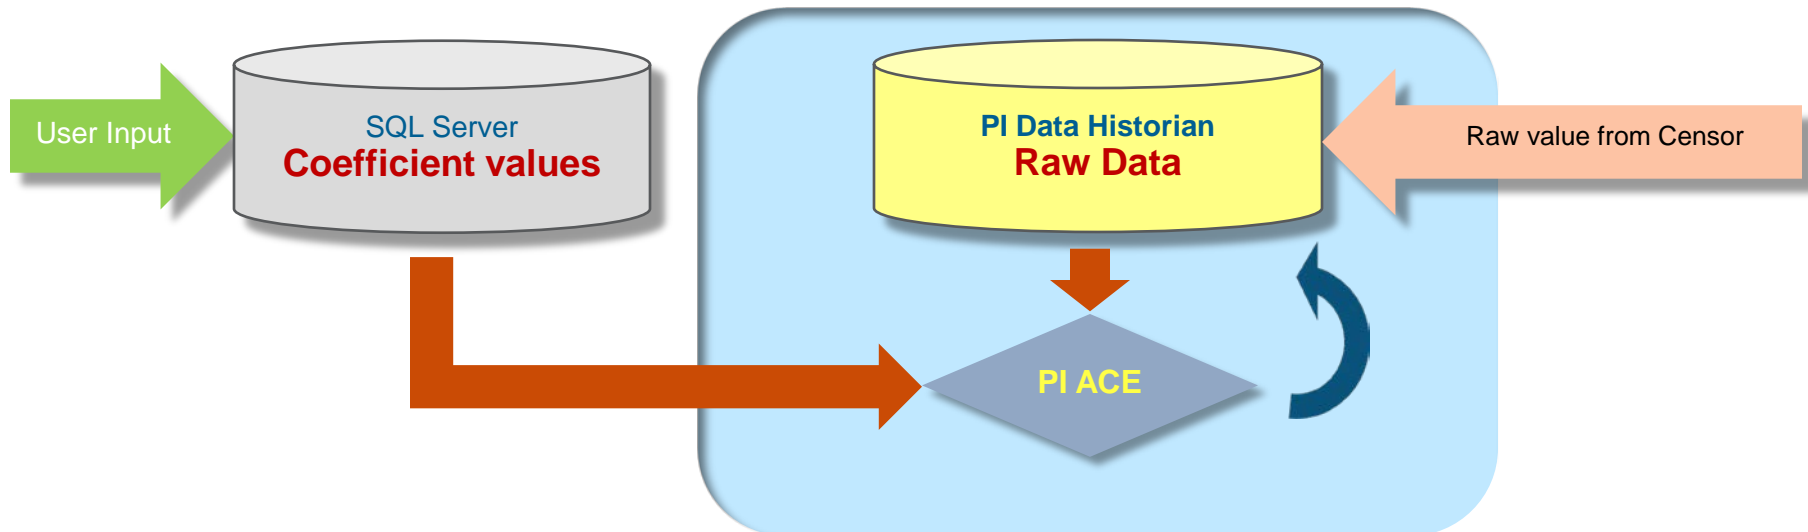 User Input
SQL Server
Coefficient values
PI Data Historian
Raw Data
Raw value from Censor
PI ACE